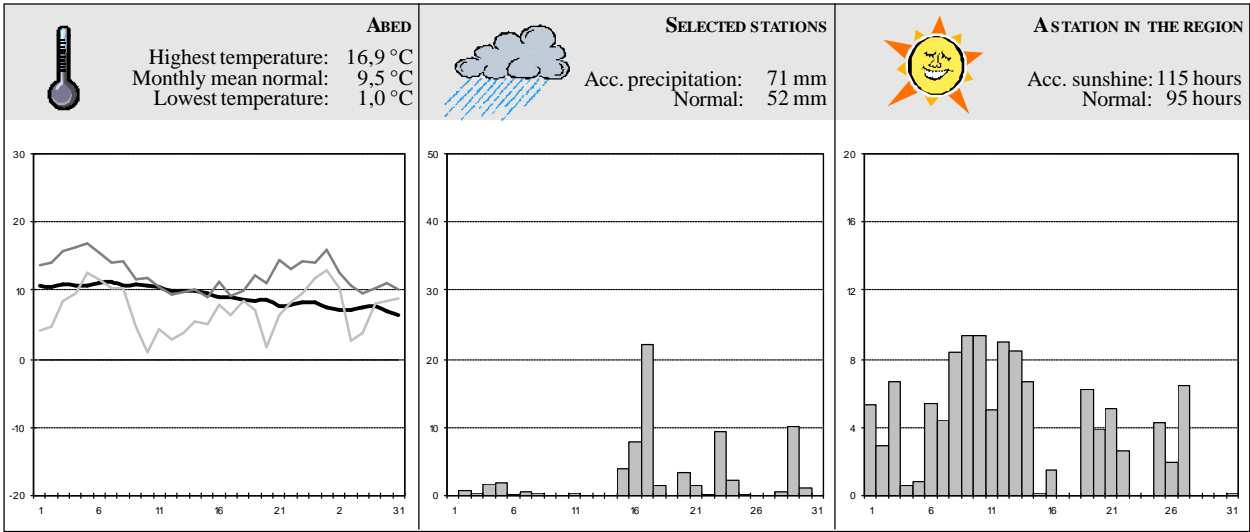 ABED
Highest temperature: 16,9 °C
Monthly mean normal: 9,5 °C
Lowest temperature: 1,0 °C
SELECTED STATIONS
Acc. precipitation: 71 mm
Normal: 52 mm
A STATION IN THE REGION
Acc. sunshine: 115 hours
Normal: 95 hours
30
20
10
0
-10
-20
1 6 11 16 21 2 31
50
40
30
20
10
0
1 6 11 16 21 26 31
20
16
12
8
4
0
1 6 11 16 21 26 31